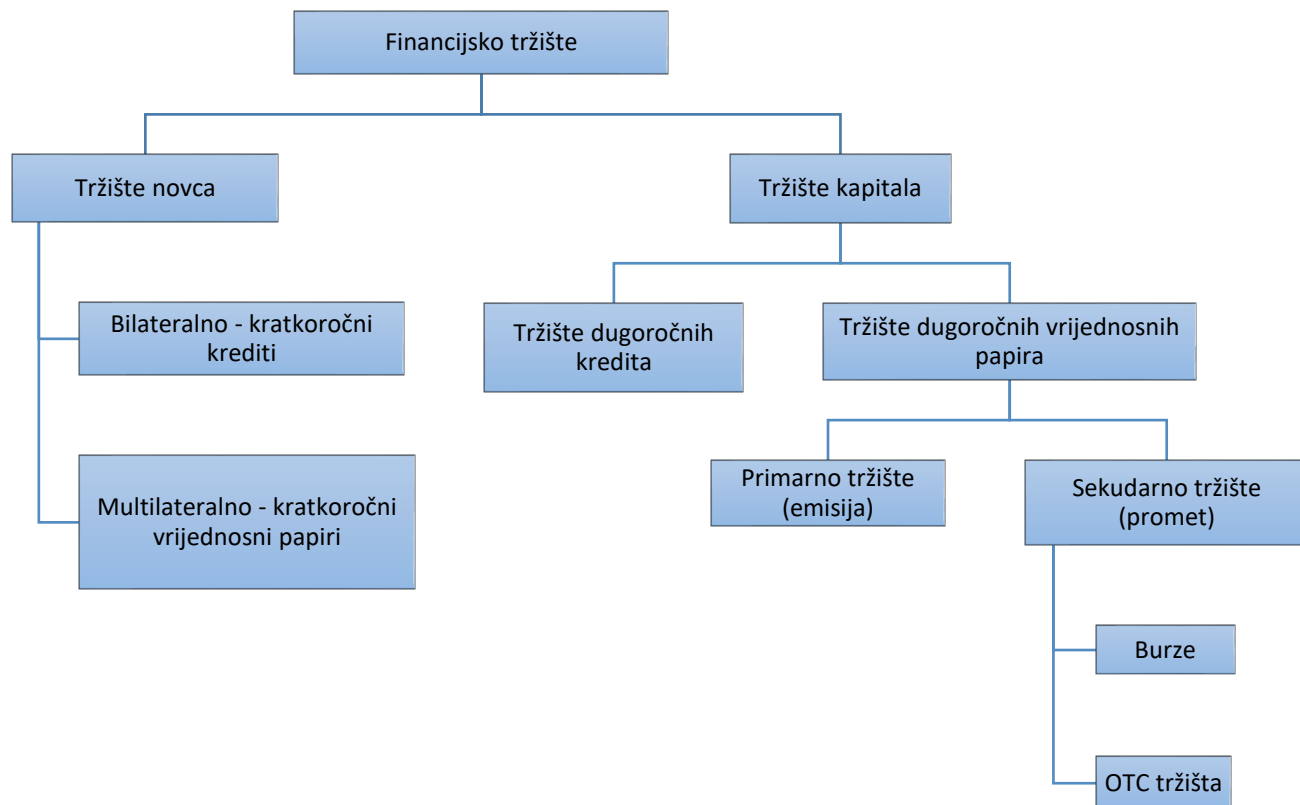 Financijsko tržište
Tržište novca
Tržište kapitala
Bilateralno - kratkoročni
krediti
Multilateralno - kratkoročni
vrijednosni papiri
Tržište dugoročnih
kredita
Tržište dugoročnih vrijednosnih
papira
Primarno tržište
(emisija)
Sekudarno tržište
(promet)
Burze
OTC tržišta